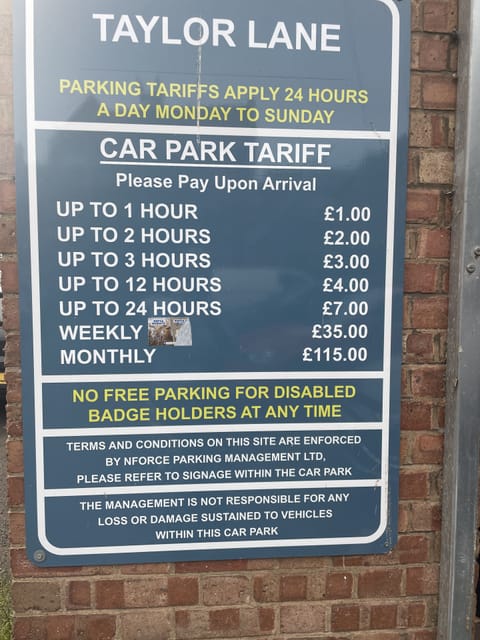 TAYLOR LANE
PARKING TARIFFS APPLY 24 HOURS
A DAY MONDAY TO SUNDAY
CAR PARK TARIFF
Please Pay Upon Arrival
UP TO 1 HOUR £1.00
UP TO 2 HOURS £2.00
UP TO 3 HOURS £3.00
UP TO 12 HOURS £4.00
UP TO 24 HOURS £7.00
WEEKLY £35.00
MONTHLY £115.00
NO FREE PARKING FOR DISABLED
BADGE HOLDERS AT ANY TIME
TERMS AND CONDITIONS ON THIS SITE ARE ENFORCED
BY NFORCE PARKING MANAGEMENT LTD,
PLEASE REFER TO SIGNAGE WITHIN THE CAR PARK
THE MANAGEMENT IS NOT RESPONSIBLE FOR ANY
LOSS OR DAMAGE SUSTAINED TO VEHICLES
WITHIN THIS CAR PARK